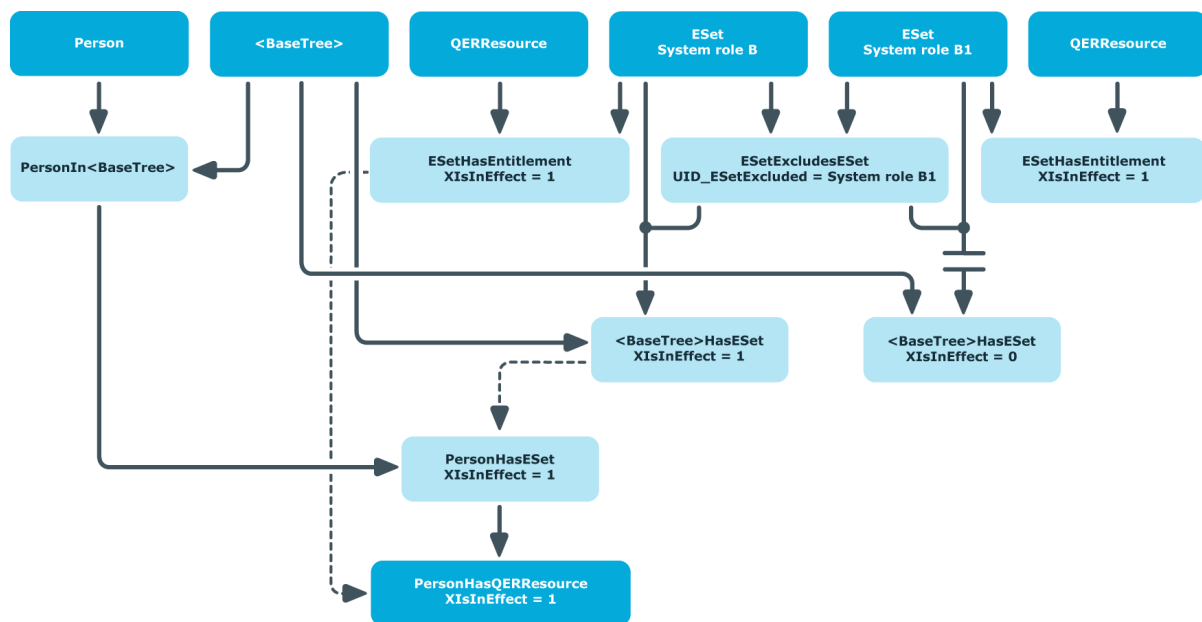 Person
<BaseTree>
QERResource
ESet
System role B
ESet
System role B1
QERResource
PersonIn<BaseTree>
ESetHasEntitlement
XIsInEffect = 1
ESetExcludesESet
UID_ESetExcluded = System role B1
ESetHasEntitlement
XIsInEffect = 1
<BaseTree>HasESet
XIsInEffect = 1
<BaseTree>HasESet
XIsInEffect = 0
PersonHasESet
XIsInEffect = 1
PersonHasQERResource
XIsInEffect = 1